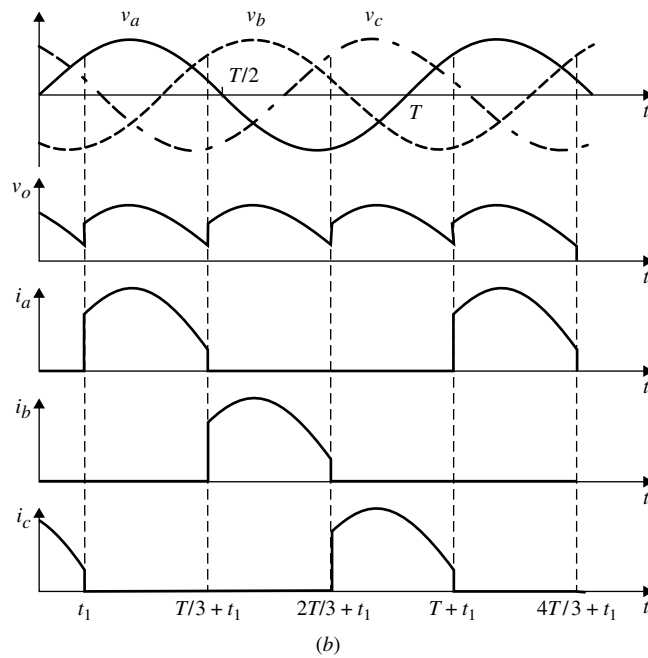 v_a v_b v_c
T/2
T
t
v_o
t
i_a
t
i_b
t
i_c
t
t_1 T/3 + t_1 2T/3 + t_1 T + t_1 4T/3 + t_1
(b)